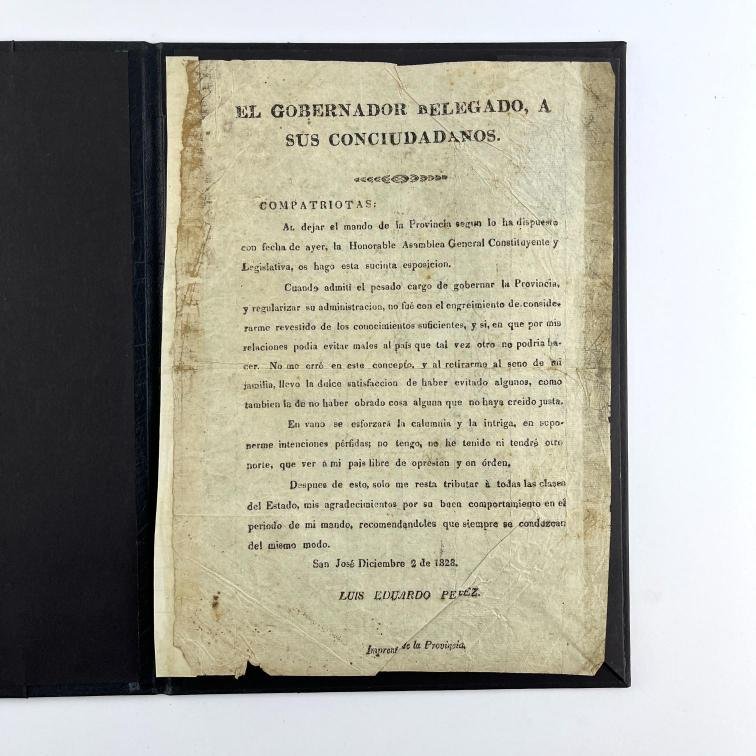 EL GOBERNADOR DELEGADO, A
SUS CONCIUDADANOS.
COMPATRIOTAS:
AL dejar el mando de la Provincia segun lo ha dispuesto
con fecha de ayer, la Honorable Asamblea General Constituyente y
Legislativa, os hago esta sucinta esposicion.
Cuando admití el pesado cargo de gobernar la Provincia,
y regularizar su administracion, no fué con el engreimiento de conside-
rarme revestido de los conocimientos suficientes, y sí, en que por mis
relaciones podia evitar males al país que tal vez otro no podria ha-
cer. No me erré en este concepto, y al retirarme al seno de mi
familia, llevo la dulce satisfaccion de haber evitado algunos, como
tambien la de no haber obrado cosa alguna que no haya creido justa.
En vano se esforzará la calumnia y la intriga, en supo-
nerme intenciones pérfidas; no tengo, no he tenido ni tendré otro
norte, que ver à mi pais libre de opresion y en órden.
Despues de esto, solo me resta tributar à todas las clases
del Estado, mis agradecimientos por su buen comportamiento en el
periodo de mi mando, recomendandoles que siempre se conduzcan
del mismo modo.
San José Diciembre 2 de 1828.
LUIS EDUARDO PEREZ.
Imprent de la Provincia.